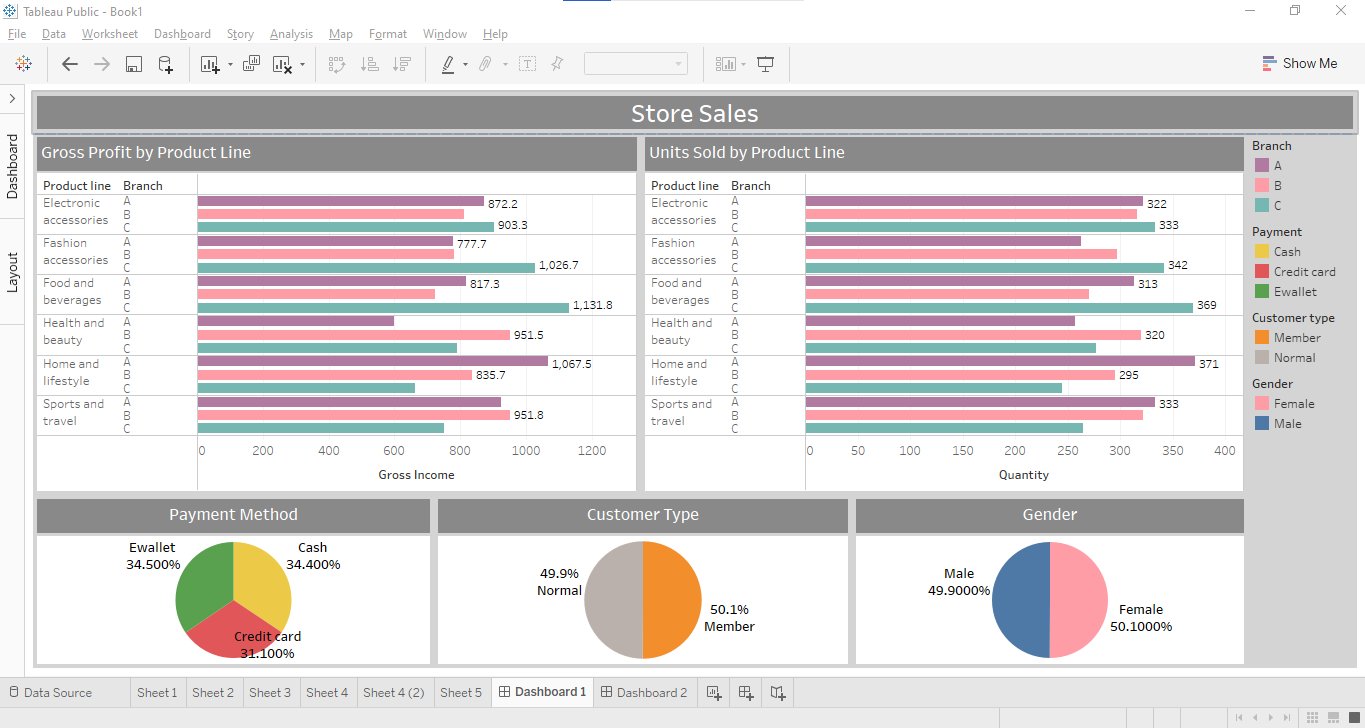 Tableau Public - Book1
File Data Worksheet Dashboard Story Analysis Map Format Window Help
Show Me
Dashboard
Layout
Store Sales
Gross Profit by Product Line
Product line Branch
Electronic accessories
A 872.2
B
C 903.3
Fashion accessories
A 777.7
B
C 1,026.7
Food and beverages
A 817.3
B
C 1,131.8
Health and beauty
A
B 951.5
C
Home and lifestyle
A 1,067.5
B 835.7
C
Sports and travel
A
B 951.8
C
0 200 400 600 800 1000 1200
Gross Income
Units Sold by Product Line
Product line Branch
Electronic accessories
A 322
B
C 333
Fashion accessories
A
B
C 342
Food and beverages
A 313
B
C 369
Health and beauty
A
B 320
C
Home and lifestyle
A 371
B 295
C
Sports and travel
A 333
B
C
0 50 100 150 200 250 300 350 400
Quantity
Branch
A
B
C
Payment
Cash
Credit card
Ewallet
Customer type
Member
Normal
Gender
Female
Male
Payment Method
Ewallet
34.500%
Cash
34.400%
Credit card
31.100%
Customer Type
49.9%
Normal
50.1%
Member
Gender
Male
49.9000%
Female
50.1000%
Data Source Sheet 1 Sheet 2 Sheet 3 Sheet 4 Sheet 4 (2) Sheet 5 Dashboard 1 Dashboard 2